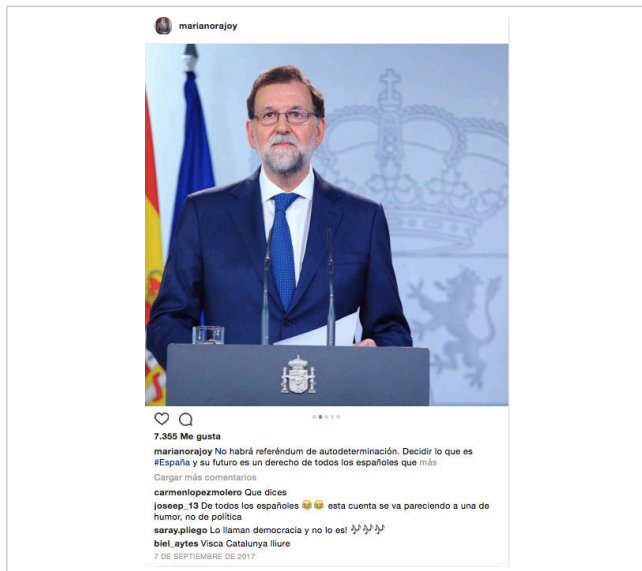 marianorajoy
7.355 Me gusta
marianorajoy No habrá referéndum de autodeterminación. Decidir lo que es
#España y su futuro es un derecho de todos los españoles que más
Cargar más comentarios
carmenlopezmolero Que dices
joseep_13 De todos los españoles 😂😂 esta cuenta se va pareciendo a una de
humor, no de política
saray.pliego Lo llaman democracia y no lo es! 🎶🎶🎶
biel_aytes Visca Catalunya lliure
7 DE SEPTIEMBRE DE 2017